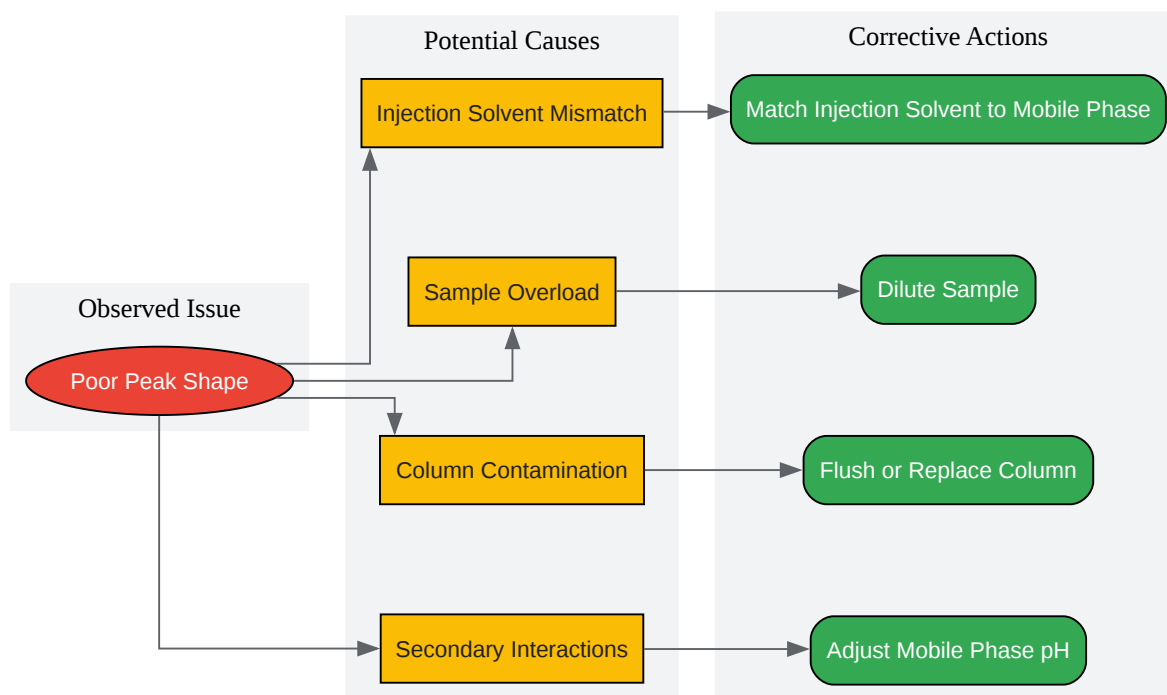 Potential Causes
Corrective Actions
Injection Solvent Mismatch
Match Injection Solvent to Mobile Phase
Sample Overload
Dilute Sample
Observed Issue
Poor Peak Shape
Column Contamination
Flush or Replace Column
Secondary Interactions
Adjust Mobile Phase pH